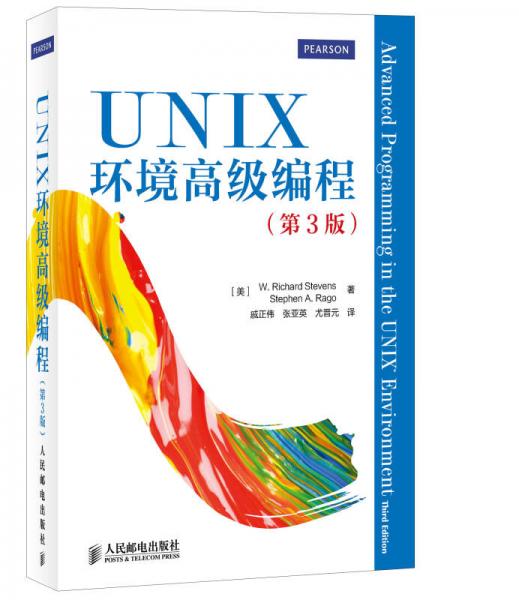 PEARSON
UNIX
环境高级编程
（第3版）
[美] W. Richard Stevens
Stephen A. Rago 著
戚正伟 张亚英 尤晋元 译
Advanced Programming in the UNIX® Environment Third Edition
人民邮电出版社
POSTS & TELECOM PRESS
UNIX环境高级编程（第3版）人民邮电出版社